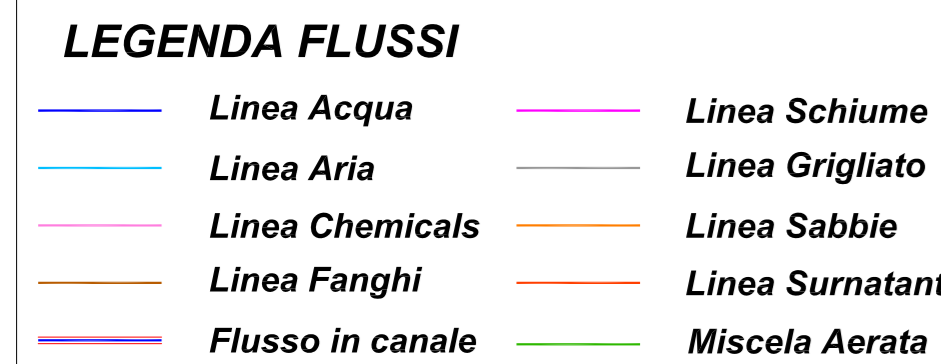 LEGENDA FLUSSI
Linea Acqua
Linea Aria
Linea Chemicals
Linea Fanghi
Flusso in canale
Linea Schiume
Linea Grigliato
Linea Sabbie
Linea Surnatant
Miscela Aerata